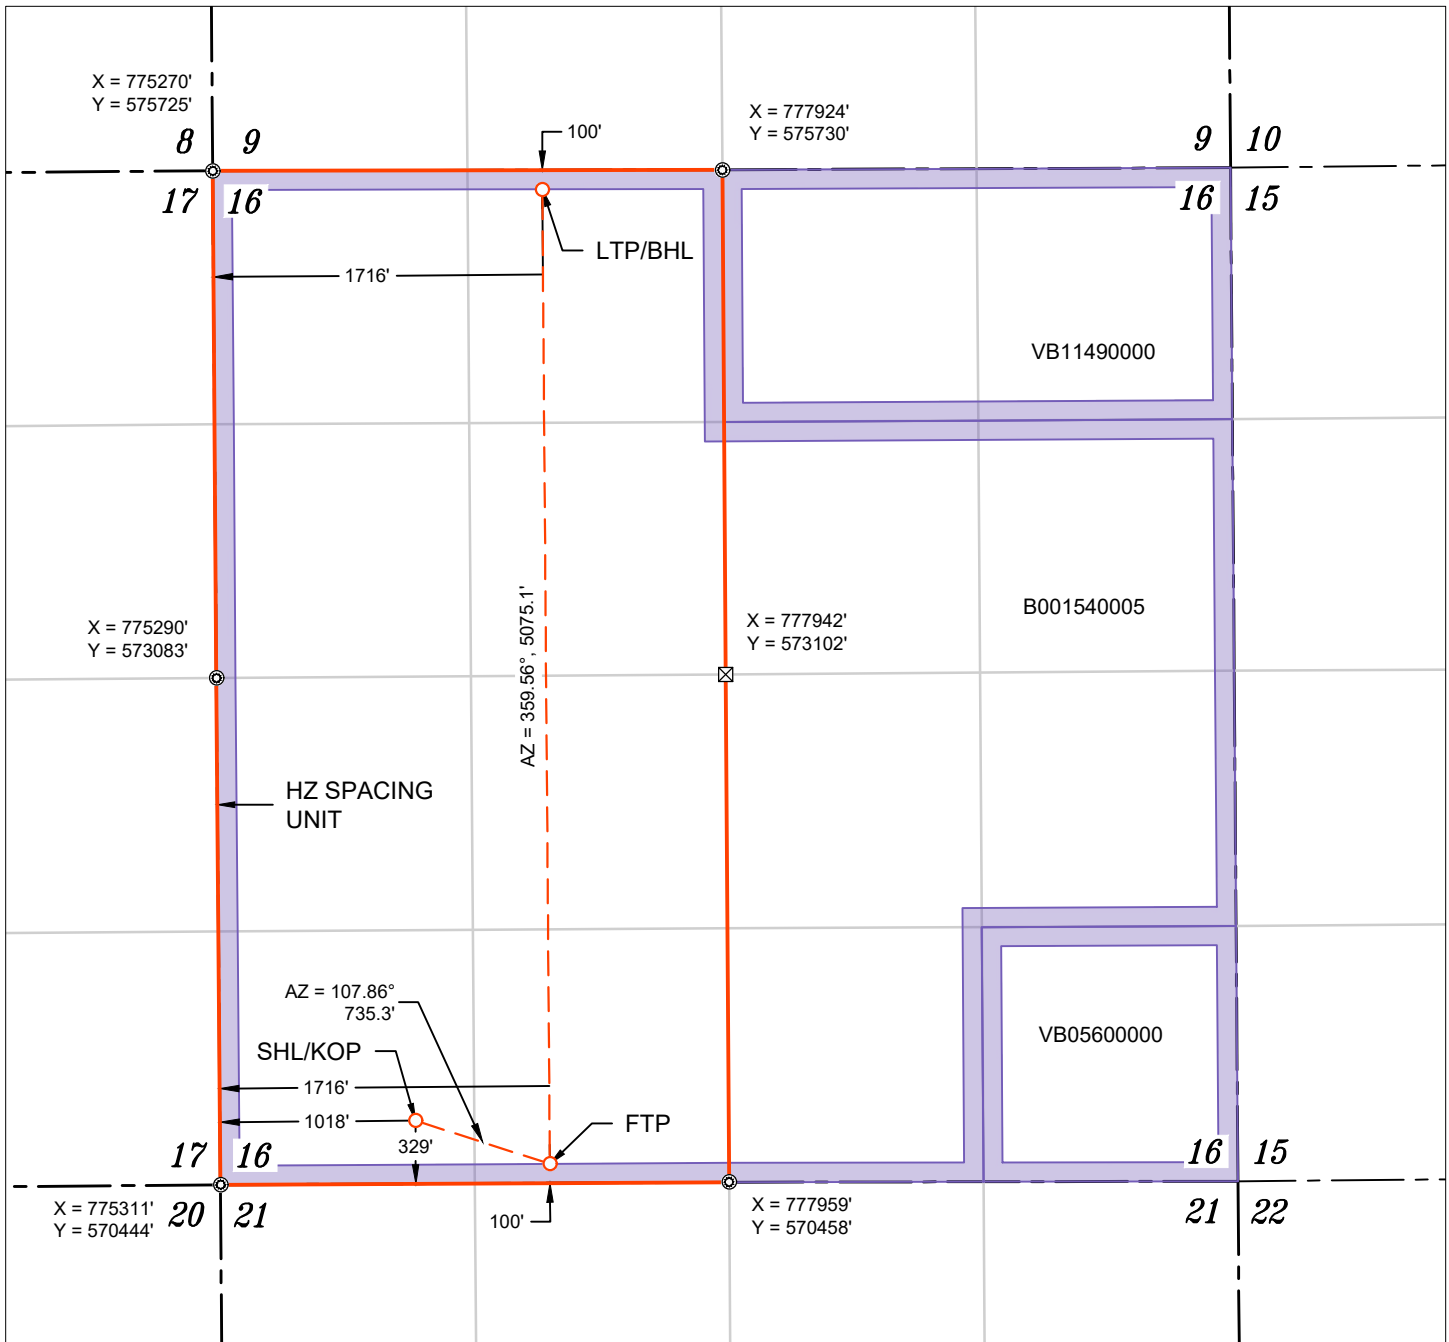 X = 775270'
Y = 575725'
X = 777924'
Y = 575730'
100'
8 9
9 10
17 16
16 15
LTP/BHL
1716'
VB11490000
B001540005
X = 775290'
Y = 573083'
X = 777942'
Y = 573102'
AZ = 359.56°, 5075.1'
HZ SPACING
UNIT
AZ = 107.86°
735.3'
VB05600000
SHL/KOP
1716'
1018'
FTP
329'
17 16
16 15
X = 775311'
Y = 570444'
20 21
100'
X = 777959'
Y = 570458'
21 22